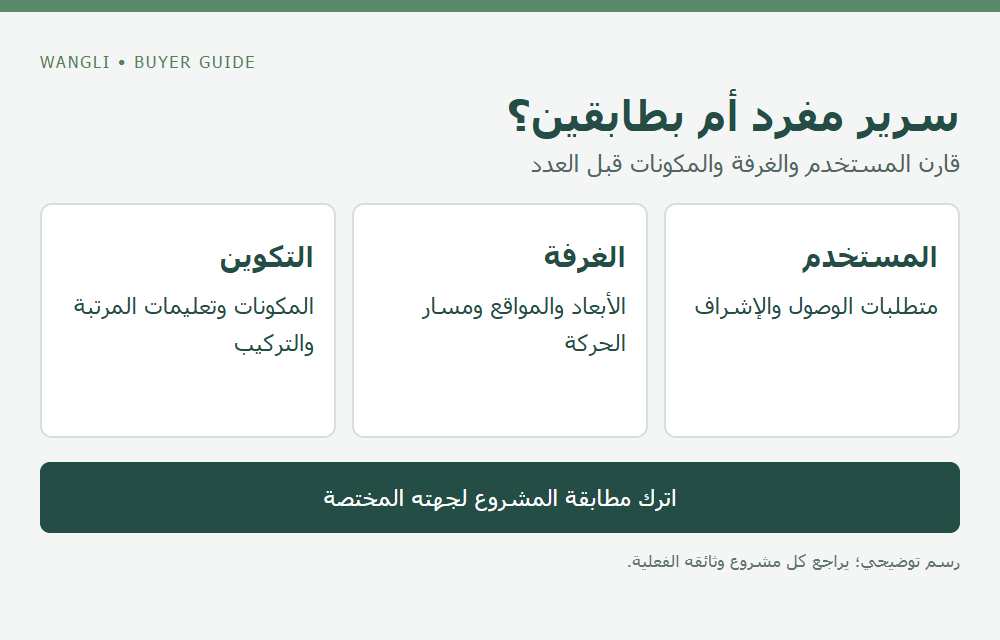 WANGLI • BUYER GUIDE
سرير مفرد أم بطابقين؟
قارن المستخدم والغرفة والمكونات قبل العدد
المستخدم
متطلبات الوصول والإشراف
الغرفة
الأبعاد والمواقع ومسار
الحركة
التكوين
المكونات وتعليمات المرتبة
والتركيب
اترك مطابقة المشروع لجهته المختصة
رسم توضيحي؛ يراجع كل مشروع وثائقه الفعلية.